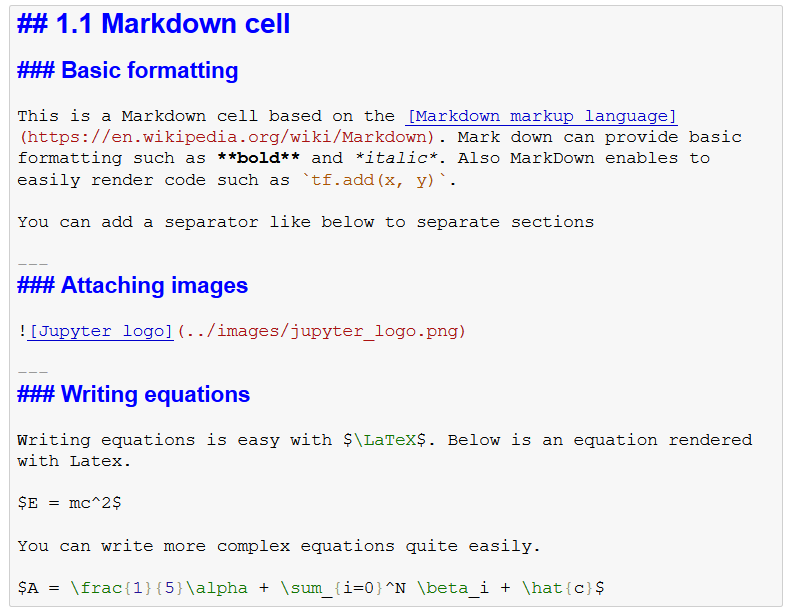 ## 1.1 Markdown cell
### Basic formatting
This is a Markdown cell based on the [Markdown markup language]
(https://en.wikipedia.org/wiki/Markdown). Mark down can provide basic
formatting such as **bold** and *italic*. Also MarkDown enables to
easily render code such as `tf.add(x, y)`.
You can add a separator like below to separate sections
___
### Attaching images
![Jupyter logo](../images/jupyter_logo.png)
___
### Writing equations
Writing equations is easy with $\LaTeX$. Below is an equation rendered
with Latex.
$E = mc^2$
You can write more complex equations quite easily.
$A = \frac{1}{5}\alpha + \sum_{i=0}^N \beta_i + \hat{c}$